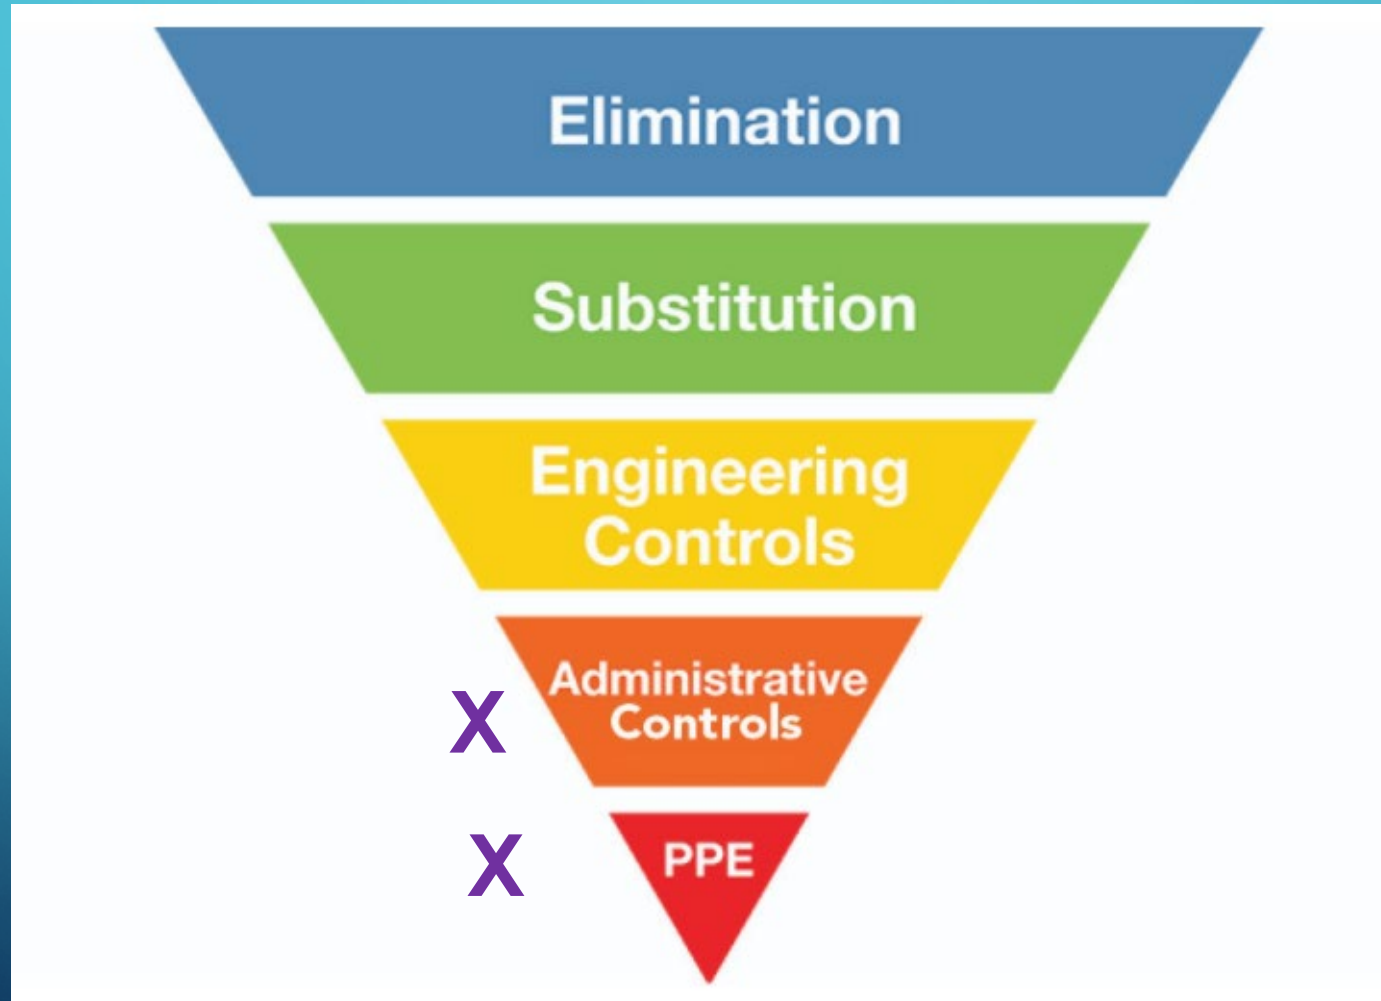 Elimination
Substitution
Engineering
Controls
Administrative
Controls
X
PPE
X